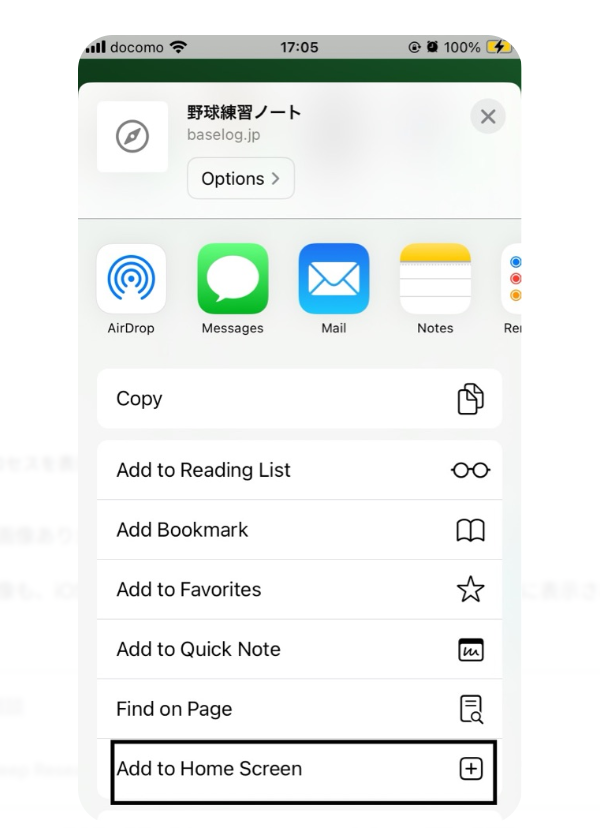 docomo 17:05 100%
野球練習ノート
baselog.jp
Options
AirDrop Messages Mail Notes
Copy
Add to Reading List
Add Bookmark
Add to Favorites
Add to Quick Note
Find on Page
Add to Home Screen